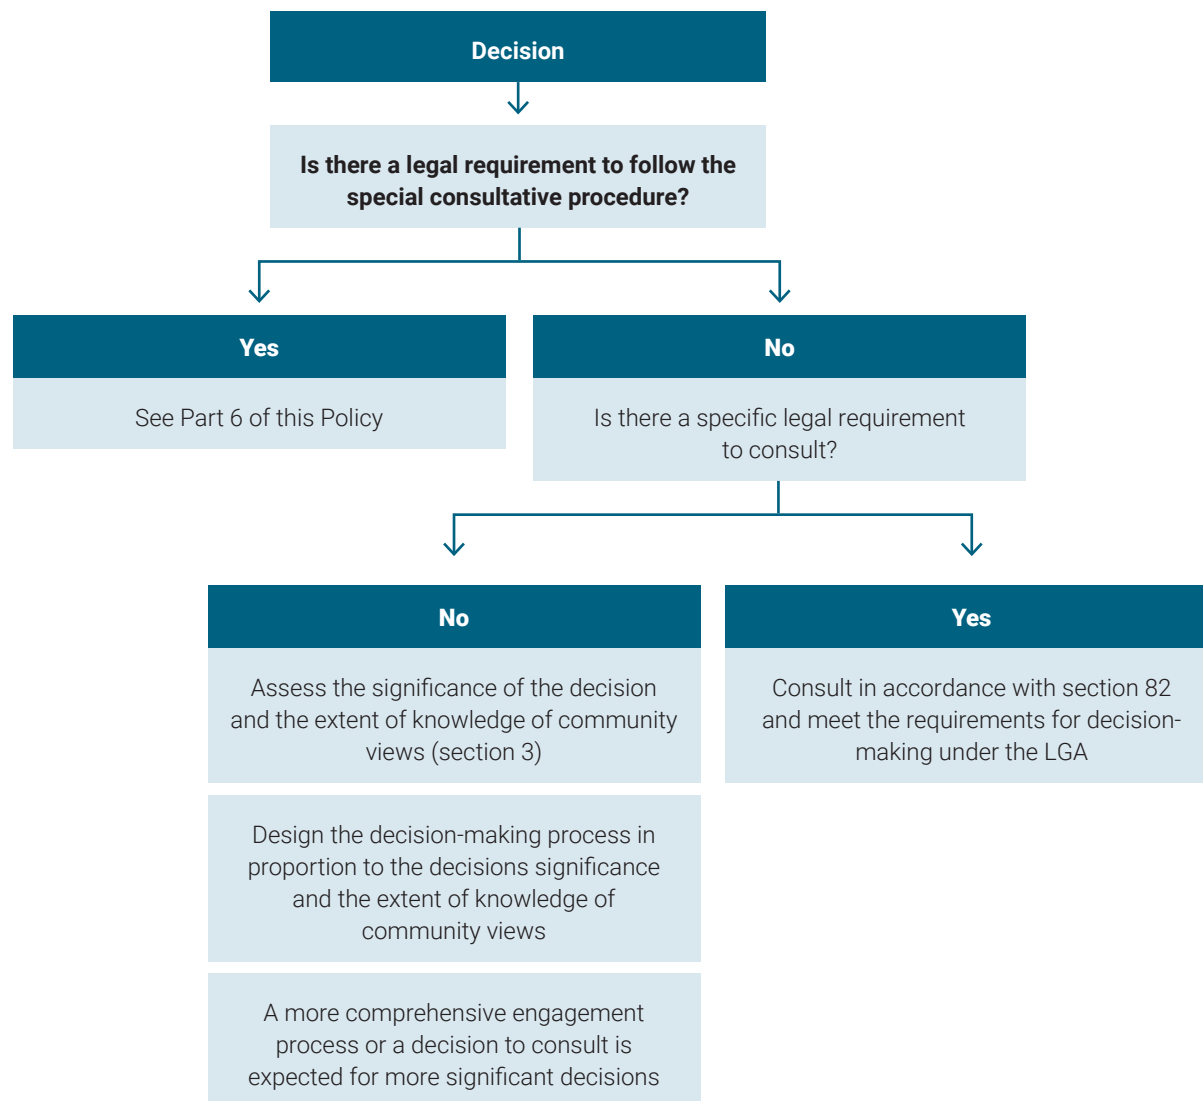 Decision
Is there a legal requirement to follow the
special consultative procedure?
Yes
See Part 6 of this Policy
No
Is there a specific legal requirement
to consult?
No
Assess the significance of the decision
and the extent of knowledge of community
views (section 3)
Design the decision-making process in
proportion to the decisions significance
and the extent of knowledge of
community views
A more comprehensive engagement
process or a decision to consult is
expected for more significant decisions
Yes
Consult in accordance with section 82
and meet the requirements for decision-
making under the LGA